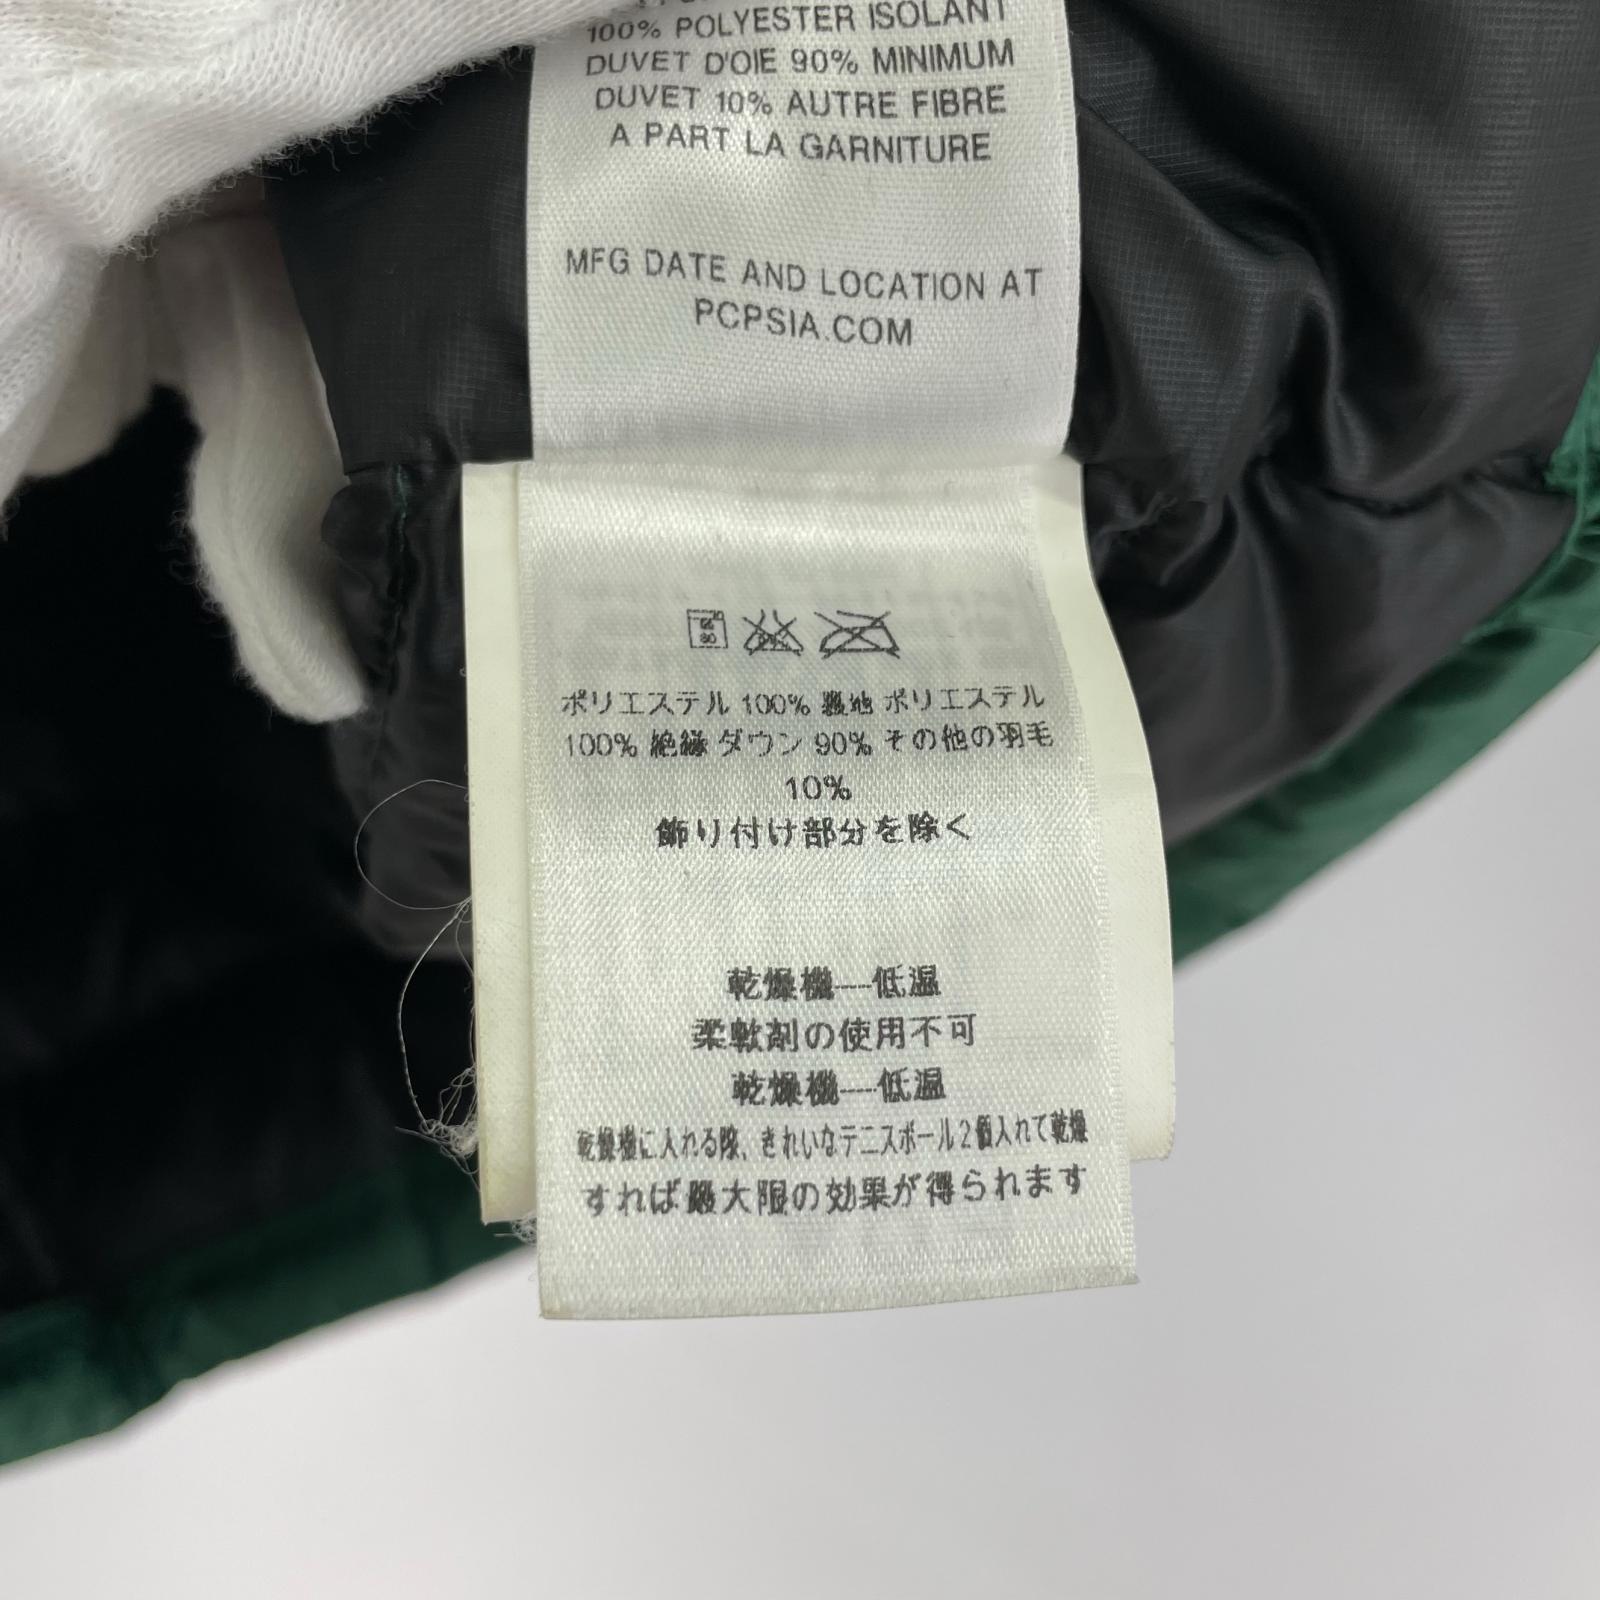 100% POLYESTER ISOLANT
DUVET D'OIE 90% MINIMUM
DUVET 10% AUTRE FIBRE
A PART LA GARNITURE
MFG DATE AND LOCATION AT
PCPSIA.COM
ポリエステル 100% 裏地 ポリエステル
100% 絶縁 ダウン 90% その他の羽毛
10%
飾り付け部分を除く
乾燥機—低温
柔軟剤の使用不可
乾燥機—低温
乾燥機に入れる際、きれいなテニスボール2個入れて乾燥
すれば最大限の効果が得られます